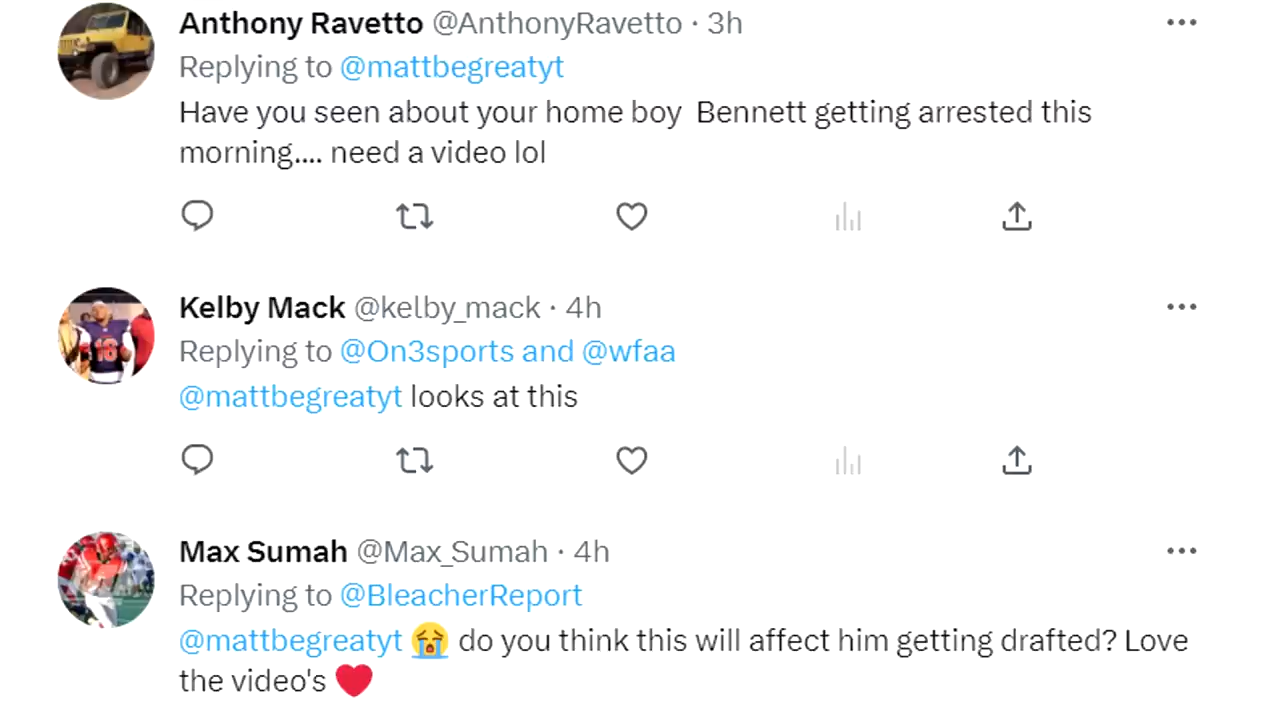 Anthony Ravetto @AnthonyRavetto · 3h
Replying to @mattbegreatyt
Have you seen about your home boy  Bennett getting arrested this
morning.... need a video lol
Kelby Mack @kelby_mack · 4h
Replying to @On3sports and @wfaa
@mattbegreatyt looks at this
Max Sumah @Max_Sumah · 4h
Replying to @BleacherReport
@mattbegreatyt 😭 do you think this will affect him getting drafted? Love
the video's ❤️